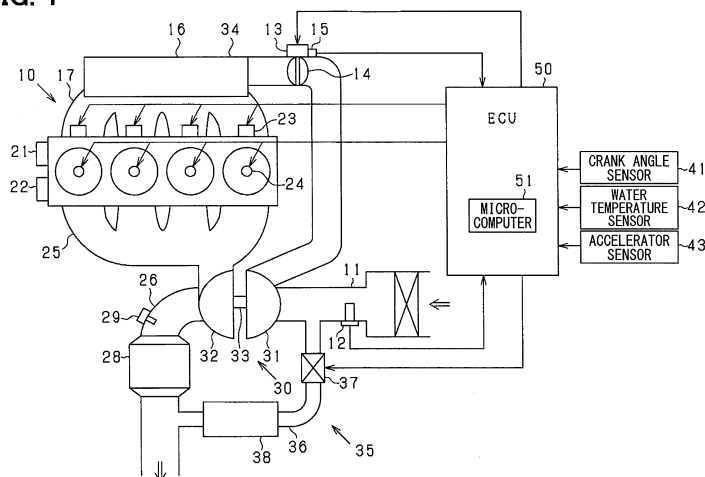 FIG. 1
16
34
13
15
10
17
14
50
ECU
23
21
22
24
CRANK ANGLE
SENSOR
41
51
MICRO-
COMPUTER
WATER
TEMPERATURE
SENSOR
42
ACCELERATOR
SENSOR
43
25
26
11
29
12
28
32
33
31
30
37
36
38
35